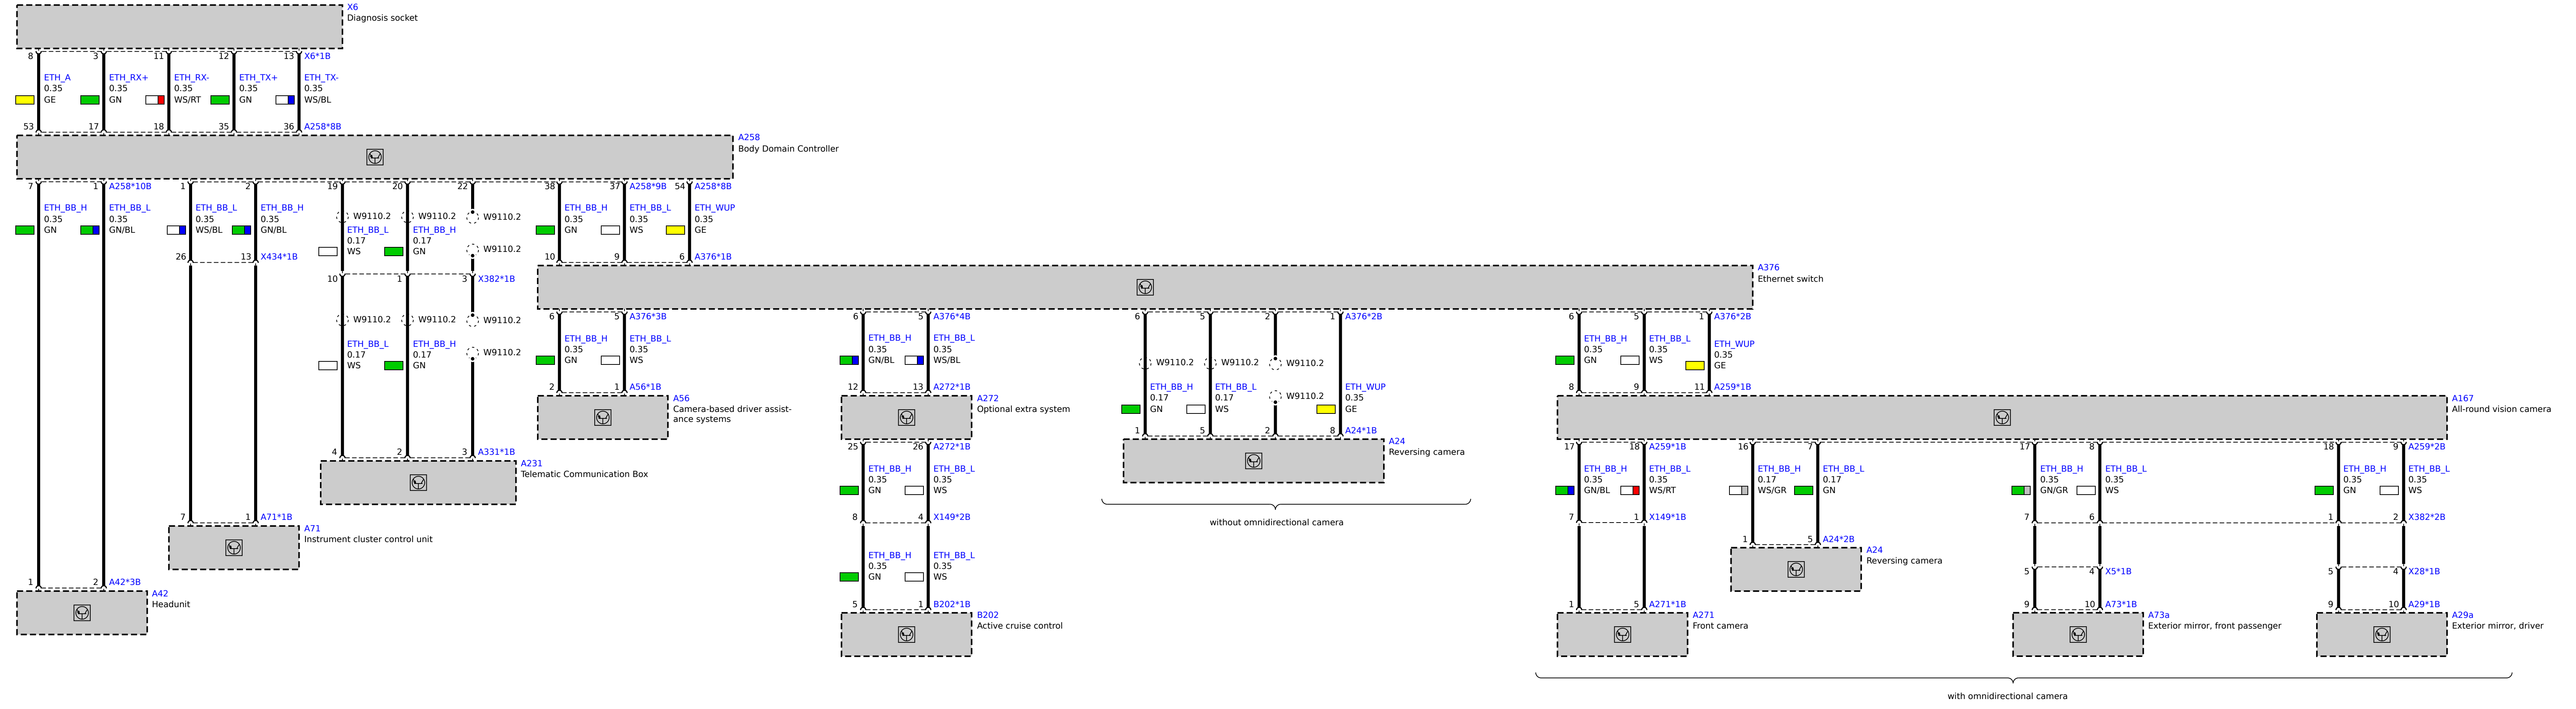 X6
Diagnosis socket
8 3 11 12 13 X6*1B
ETH_A ETH_RX+ ETH_RX- ETH_TX+ ETH_TX-
0.35 0.35 0.35 0.35 0.35
GE GN WS/RT GN WS/BL
53 17 18 35 36 A258*8B
A258
Body Domain Controller
7 1 A258*10B 1 2 19 20 22 38 37 A258*9B 54 A258*8B
ETH_BB_H ETH_BB_L ETH_BB_L ETH_BB_H ETH_BB_H ETH_BB_L ETH_WUP
0.35 0.35 0.35 0.35 0.35 0.35 0.35
GN GN/BL WS/BL GN/BL GN WS GE
W9110.2 W9110.2 W9110.2
ETH_BB_L ETH_BB_H
0.17 0.17
WS GN
W9110.2
26 13 X434*1B 10 9 6 A376*1B
A376
Ethernet switch
10 1 3 X382*1B
W9110.2 W9110.2 W9110.2
ETH_BB_L ETH_BB_H
0.17 0.17
WS GN
W9110.2
6 5 A376*3B 6 5 A376*4B 6 5 2 1 A376*2B 6 5 1 A376*2B
ETH_BB_H ETH_BB_L ETH_BB_H ETH_BB_L ETH_BB_H ETH_BB_L ETH_WUP
0.35 0.35 0.35 0.35 0.35 0.35 0.35
GN WS GN/BL WS/BL GN WS GE
W9110.2 W9110.2 W9110.2
W9110.2
2 1 A56*1B 12 13 A272*1B 8 9 11 A259*1B
ETH_BB_H ETH_BB_L ETH_WUP
0.17 0.17 0.35
GN WS GE
A56
Camera-based driver assist-
ance systems
A272
Optional extra system
1 5 2 8 A24*1B
A24
Reversing camera
without omnidirectional camera
A167
All-round vision camera
4 2 3 A331*1B
A231
Telematic Communication Box
25 26 A272*1B 17 18 A259*1B 16 7 17 8 18 9 A259*2B
ETH_BB_H ETH_BB_L ETH_BB_H ETH_BB_L ETH_BB_H ETH_BB_L ETH_BB_H ETH_BB_L ETH_BB_H ETH_BB_L
0.35 0.35 0.35 0.35 0.17 0.17 0.35 0.35 0.35 0.35
GN WS GN/BL WS/RT WS/GR GN GN/GR WS GN WS
8 4 X149*2B 7 1 X149*1B 7 6 1 2 X382*2B
7 1 A71*1B
A71
Instrument cluster control unit
1 5 A24*2B
A24
Reversing camera
ETH_BB_H ETH_BB_L
0.35 0.35
GN WS
5 4 X5*1B 5 4 X28*1B
1 2 A42*3B
A42
Headunit
5 1 B202*1B 1 5 A271*1B 9 10 A73*1B 9 10 A29*1B
B202
Active cruise control
A271
Front camera
A73a
Exterior mirror, front passenger
A29a
Exterior mirror, driver
with omnidirectional camera